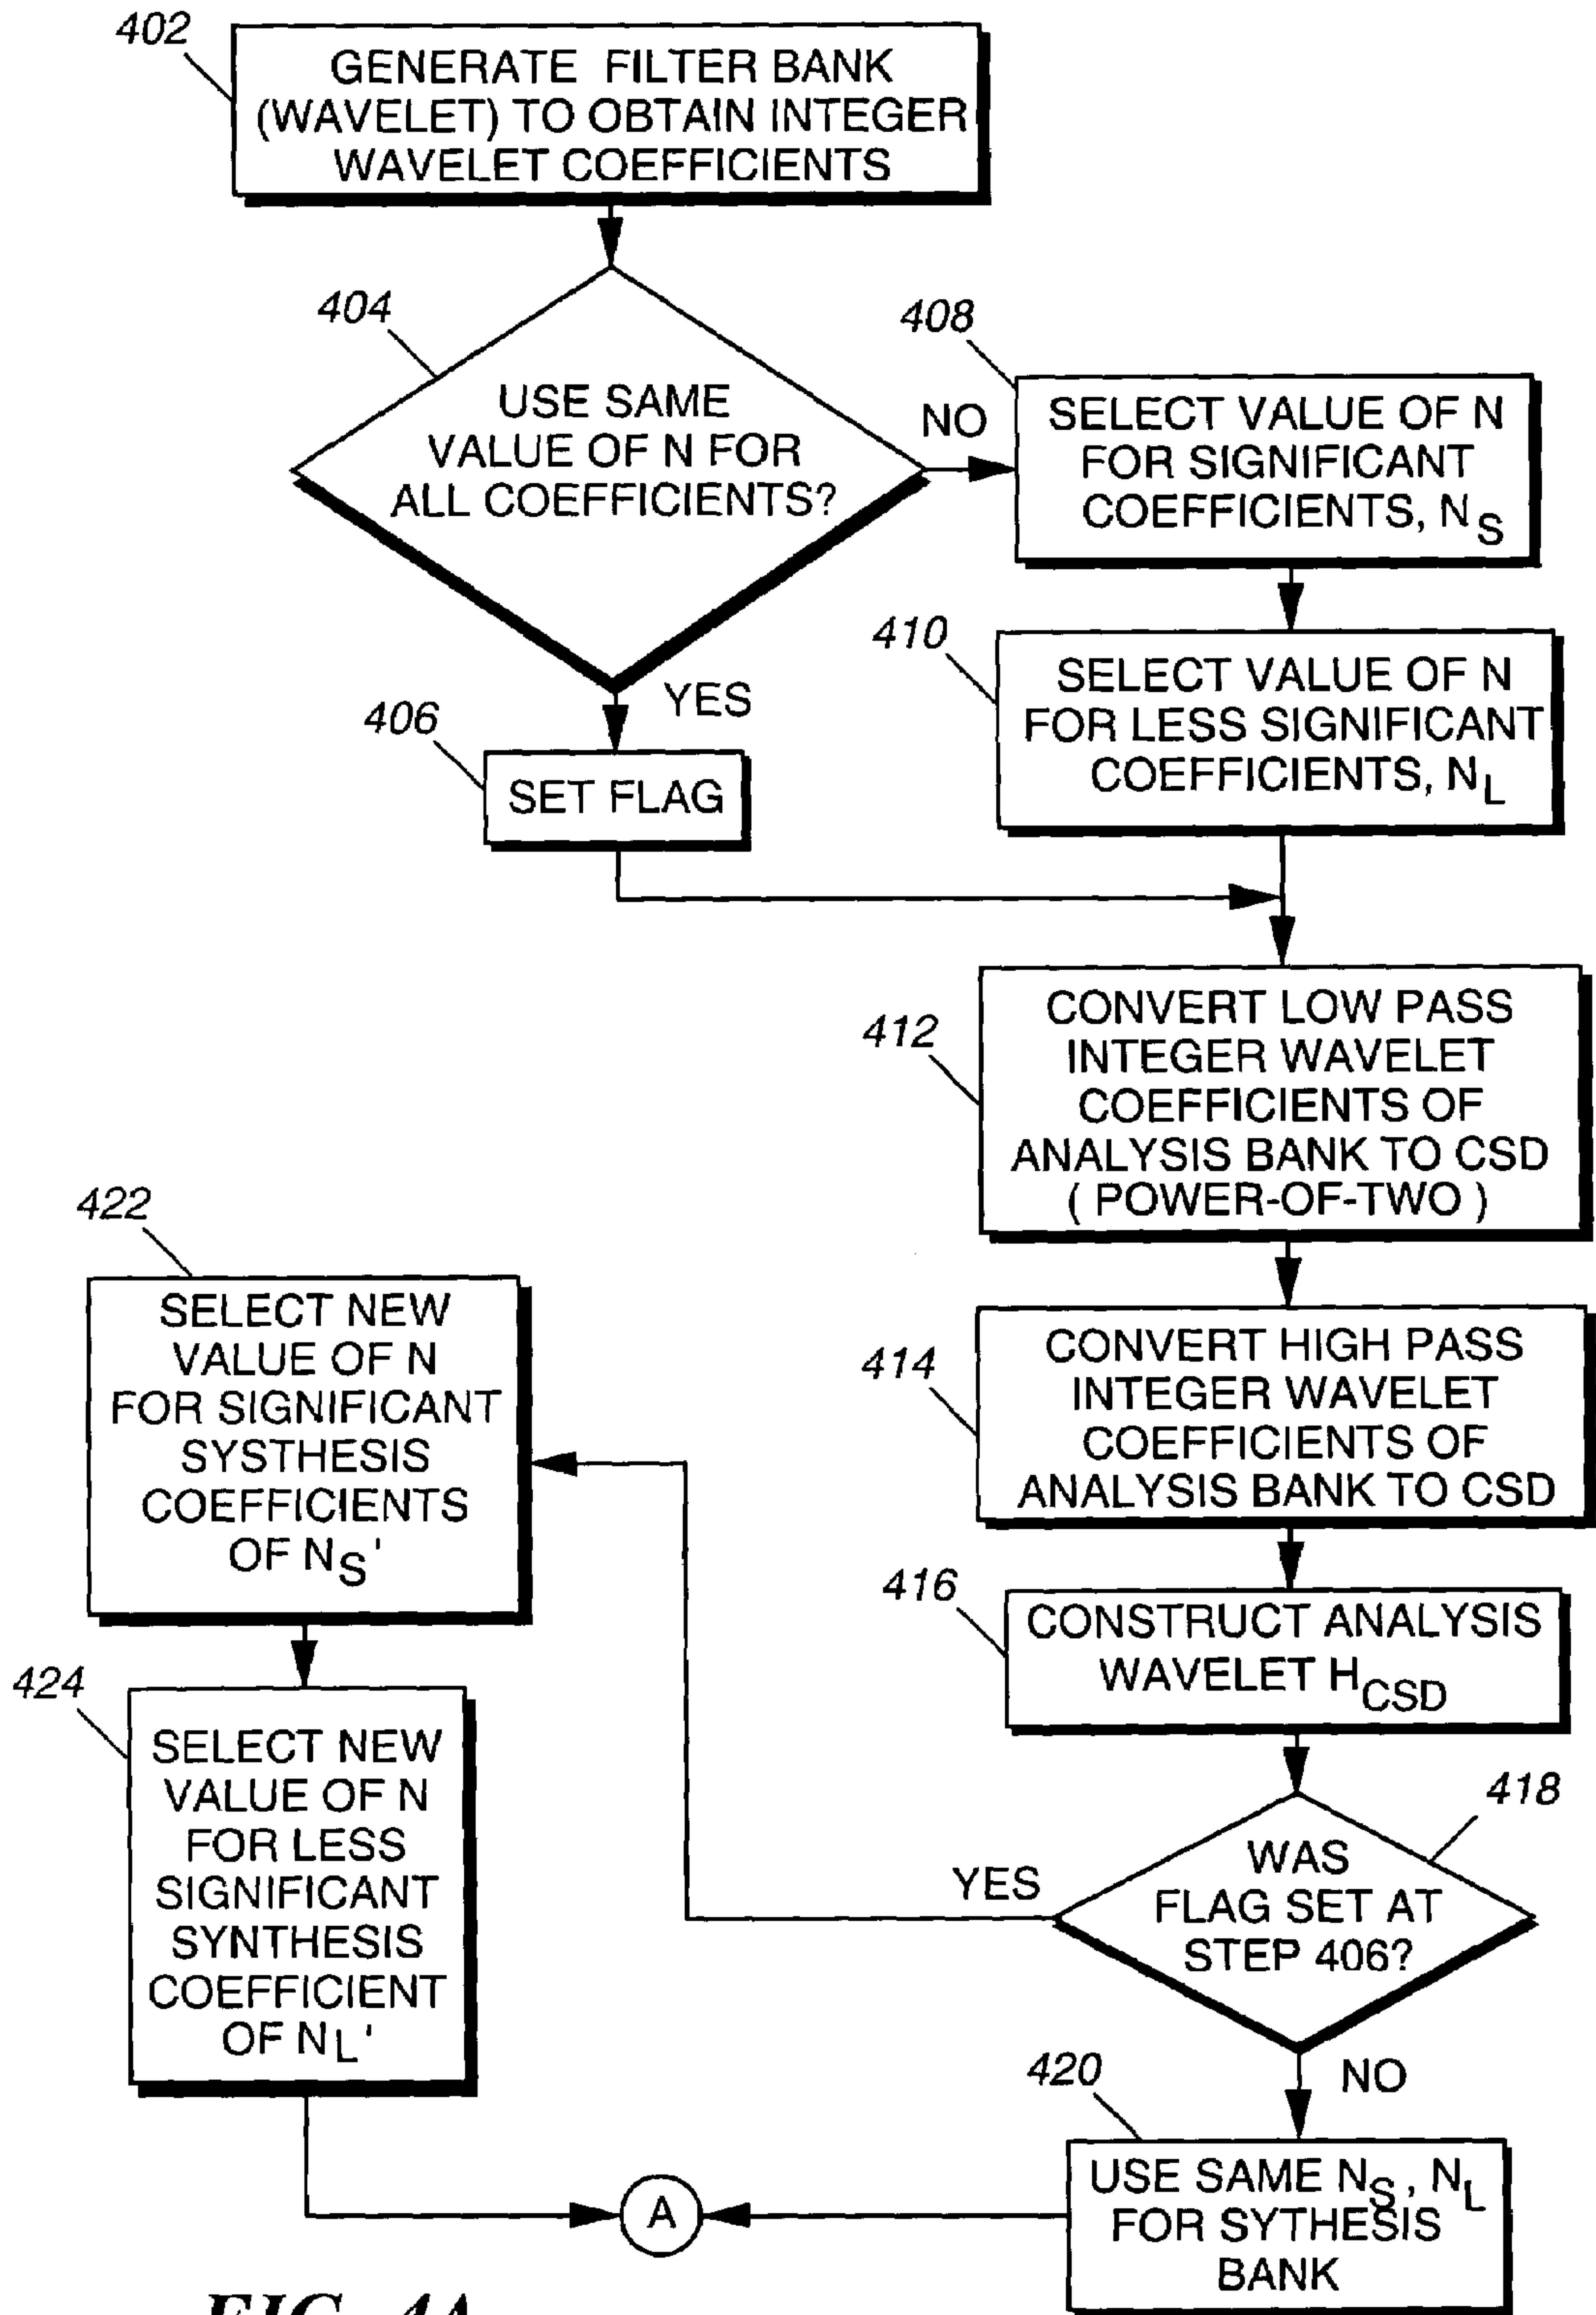 402
GENERATE FILTER BANK
(WAVELET) TO OBTAIN INTEGER
WAVELET COEFFICIENTS
404
USE SAME
VALUE OF N FOR
ALL COEFFICIENTS?
NO
408
SELECT VALUE OF N
FOR SIGNIFICANT
COEFFICIENTS, NS
410
SELECT VALUE OF N
FOR LESS SIGNIFICANT
COEFFICIENTS, NL
YES
406
SET FLAG
412
CONVERT LOW PASS
INTEGER WAVELET
COEFFICIENTS OF
ANALYSIS BANK TO CSD
( POWER-OF-TWO )
414
CONVERT HIGH PASS
INTEGER WAVELET
COEFFICIENTS OF
ANALYSIS BANK TO CSD
416
CONSTRUCT ANALYSIS
WAVELET HCSD
418
WAS
FLAG SET AT
STEP 406?
YES
NO
422
SELECT NEW
VALUE OF N
FOR SIGNIFICANT
SYSTHESIS
COEFFICIENTS
OF NS'
424
SELECT NEW
VALUE OF N
FOR LESS
SIGNIFICANT
SYNTHESIS
COEFFICIENT
OF NL'
420
USE SAME NS, NL
FOR SYTHESIS
BANK
A
FIG. 4A